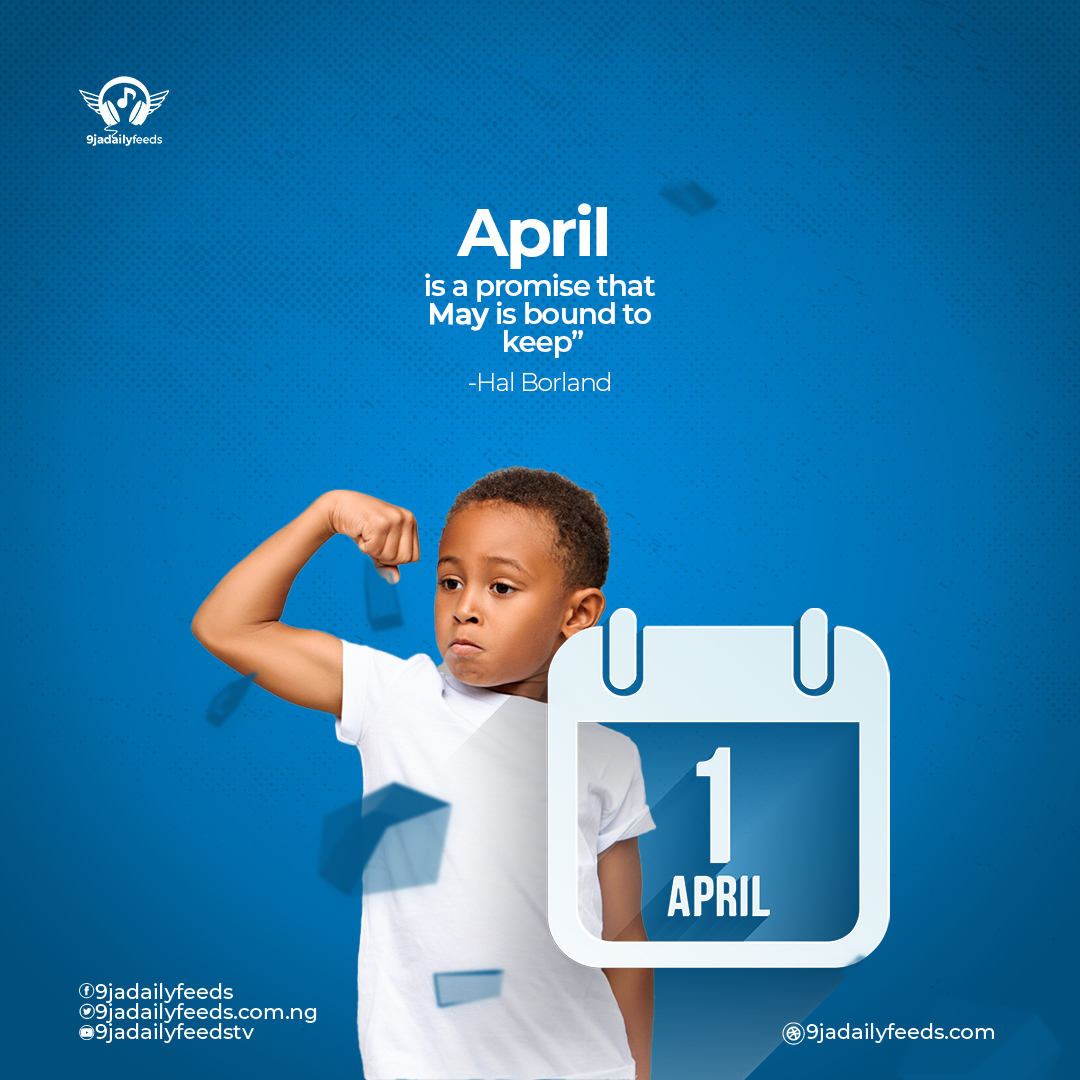 9jadailyfeeds
April
is a promise that
May is bound to
keep”
-Hal Borland
1
APRIL
9jadailyfeeds
9jadailyfeeds.com.ng
9jadailyfeedstv
9jadailyfeeds.com